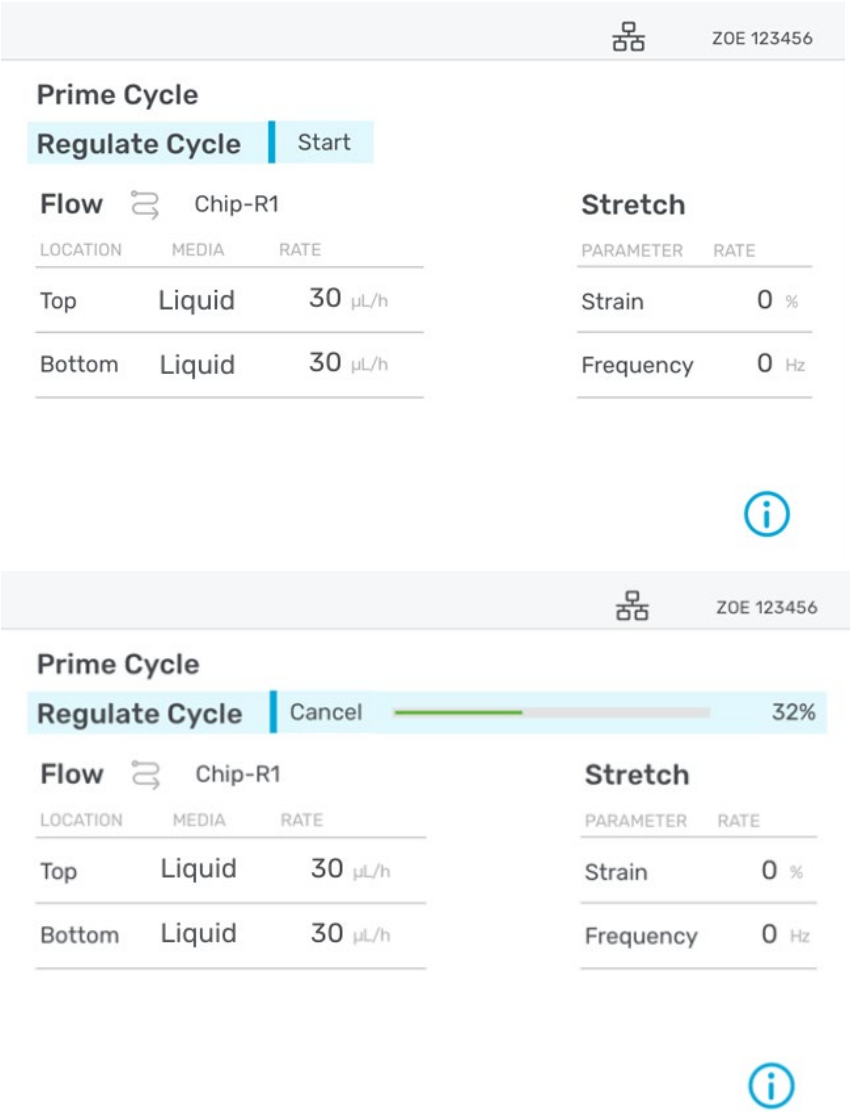 ZOE 123456
Prime Cycle
Regulate Cycle Start
Flow Chip-R1 Stretch
LOCATION MEDIA RATE PARAMETER RATE
Top Liquid 30 µL/h Strain 0 %
Bottom Liquid 30 µL/h Frequency 0 Hz
i
ZOE 123456
Prime Cycle
Regulate Cycle Cancel 32%
Flow Chip-R1 Stretch
LOCATION MEDIA RATE PARAMETER RATE
Top Liquid 30 µL/h Strain 0 %
Bottom Liquid 30 µL/h Frequency 0 Hz
i